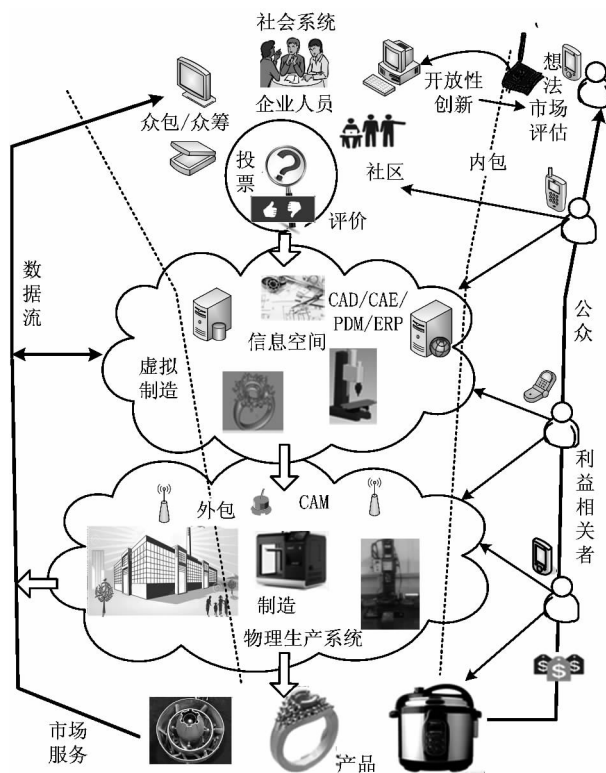 社会系统
企业人员
众包/众筹
开放性
创新
想法
市场
评估
投票
评价
社区
内包
数据流
CAD/CAE/
PDM/ERP
信息空间
虚拟
制造
公众
外包
CAM
制造
物理生产系统
利益相关者
市场
服务
产品